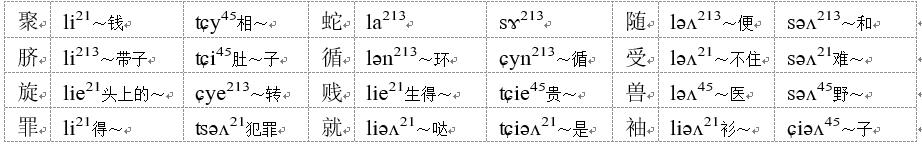 聚 li²¹～钱 tɕy⁴⁵相～ 蛇 la²¹³ sɤ²¹³ 随 ləʌ²¹³～便 səʌ²¹³～和
脐 li²¹³～带子 tɕi⁴⁵肚～子 循 lən²¹³～环 ɕyn²¹³～循 受 ləʌ²¹～不住 səʌ²¹难～
旋 lie²¹头上的～ ɕye²¹³～转 贱 lie²¹生得～ tɕie⁴⁵贵～ 兽 ləʌ⁴⁵～医 səʌ⁴⁵野～
罪 li²¹得～ tsəʌ²¹犯罪 就 liəʌ²¹～哒 tɕiəʌ²¹～是 袖 liəʌ²¹衫～ ɕiəʌ⁴⁵～子